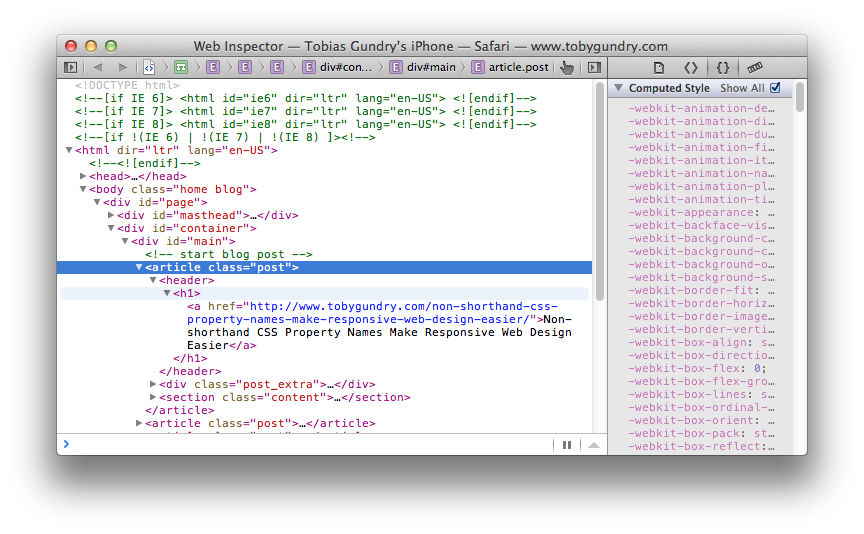 Web Inspector — Tobias Gundry's iPhone — Safari — www.tobygundry.com
E E E E div#con... E div#main E article.post
Computed Style Show All
<!DOCTYPE html>
<!--[if IE 6]> <html id="ie6" dir="ltr" lang="en-US"> <![endif]-->
<!--[if IE 7]> <html id="ie7" dir="ltr" lang="en-US"> <![endif]-->
<!--[if IE 8]> <html id="ie8" dir="ltr" lang="en-US"> <![endif]-->
<!--[if !(IE 6) | !(IE 7) | !(IE 8) ]><!-->
<html dir="ltr" lang="en-US">
<!--<![endif]-->
<head>…</head>
<body class="home blog">
<div id="page">
<div id="masthead">…</div>
<div id="container">
<div id="main">
<!-- start blog post -->
<article class="post">
<header>
<h1>
<a href="http://www.tobygundry.com/non-shorthand-css-
property-names-make-responsive-web-design-easier/">Non-
shorthand CSS Property Names Make Responsive Web Design
Easier</a>
</h1>
</header>
<div class="post_extra">…</div>
<section class="content">…</section>
</article>
<article class="post">…</article>
-webkit-animation-de…
-webkit-animation-di…
-webkit-animation-du…
-webkit-animation-fi…
-webkit-animation-it…
-webkit-animation-na…
-webkit-animation-pl…
-webkit-animation-ti…
-webkit-appearance: …
-webkit-backface-vis…
-webkit-background-c…
-webkit-background-c…
-webkit-background-o…
-webkit-background-s…
-webkit-border-fit: …
-webkit-border-horiz…
-webkit-border-image…
-webkit-border-verti…
-webkit-box-align: s…
-webkit-box-directio…
-webkit-box-flex: 0;
-webkit-box-flex-gro…
-webkit-box-lines: s…
-webkit-box-ordinal-…
-webkit-box-orient: …
-webkit-box-pack: st…
-webkit-box-reflect:…